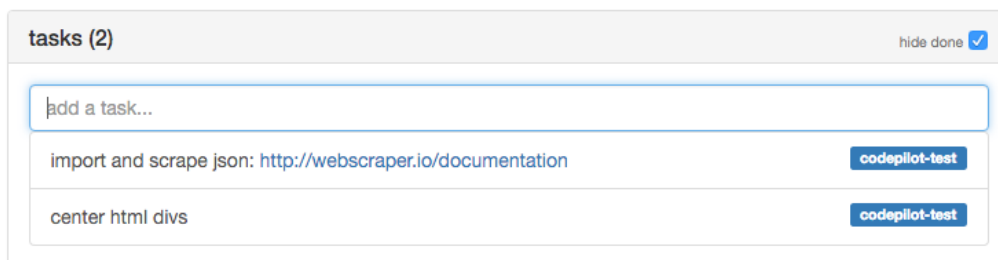 tasks (2)
hide done
add a task...
import and scrape json: http://webscraper.io/documentation codepilot-test
center html divs codepilot-test